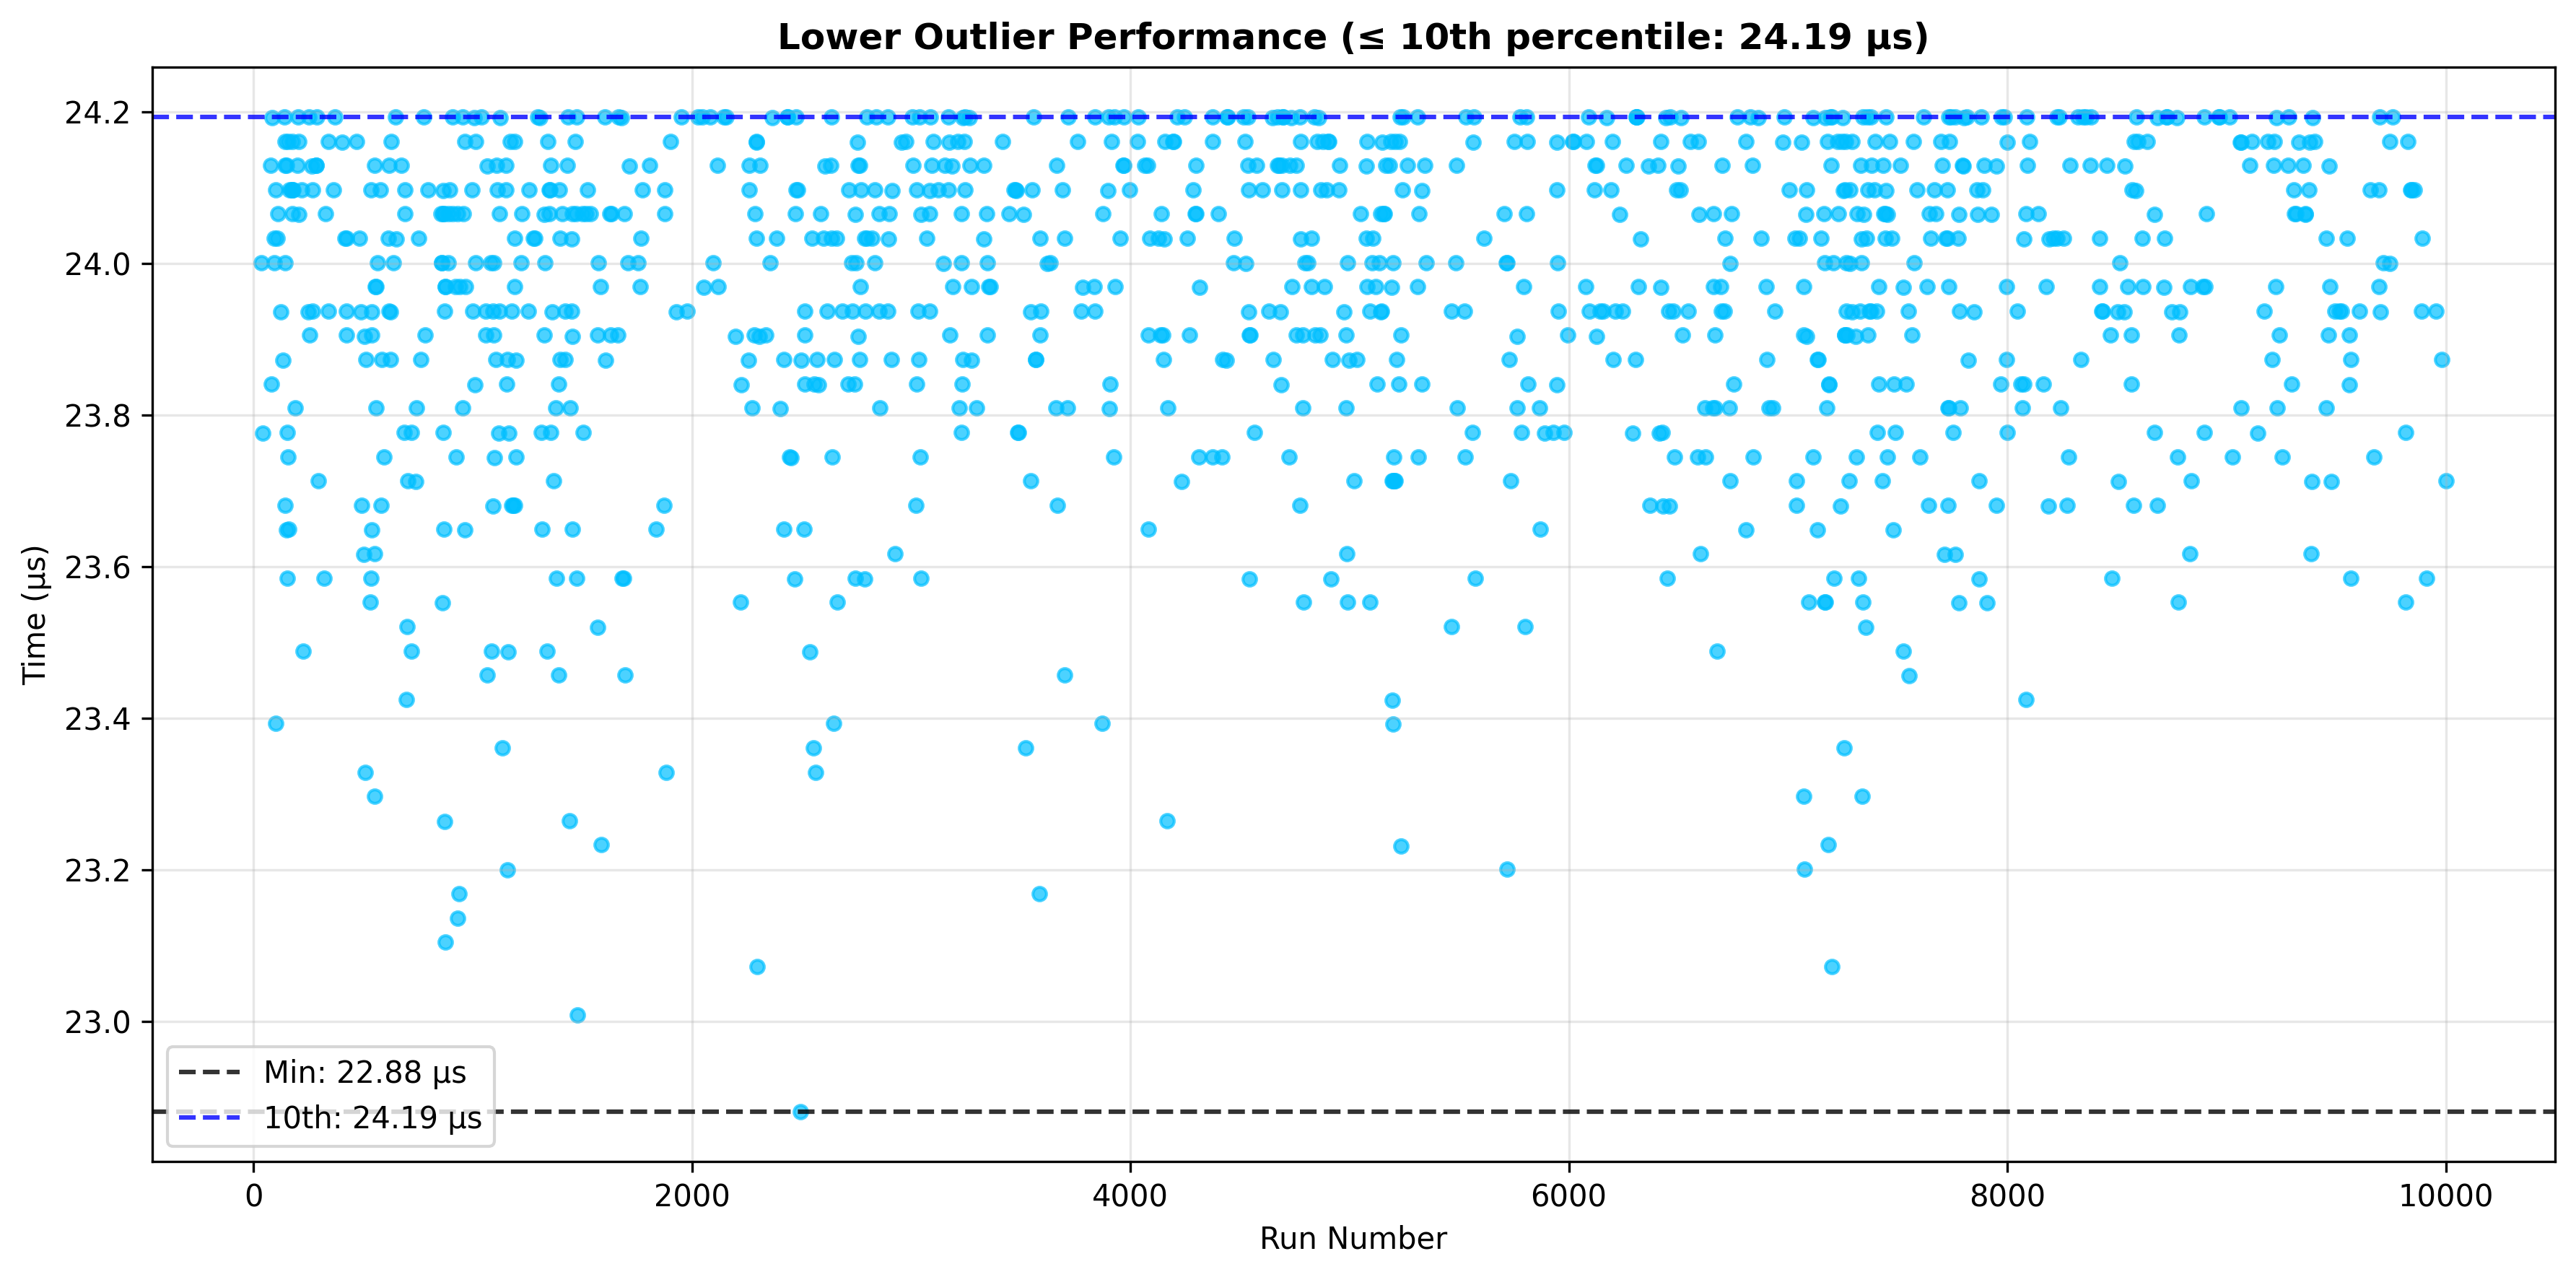 Lower Outlier Performance (≤ 10th percentile: 24.19 µs)
Time (µs)
24.2
24.0
23.8
23.6
23.4
23.2
23.0
Min: 22.88 µs
10th: 24.19 µs
0 2000 4000 6000 8000 10000
Run Number